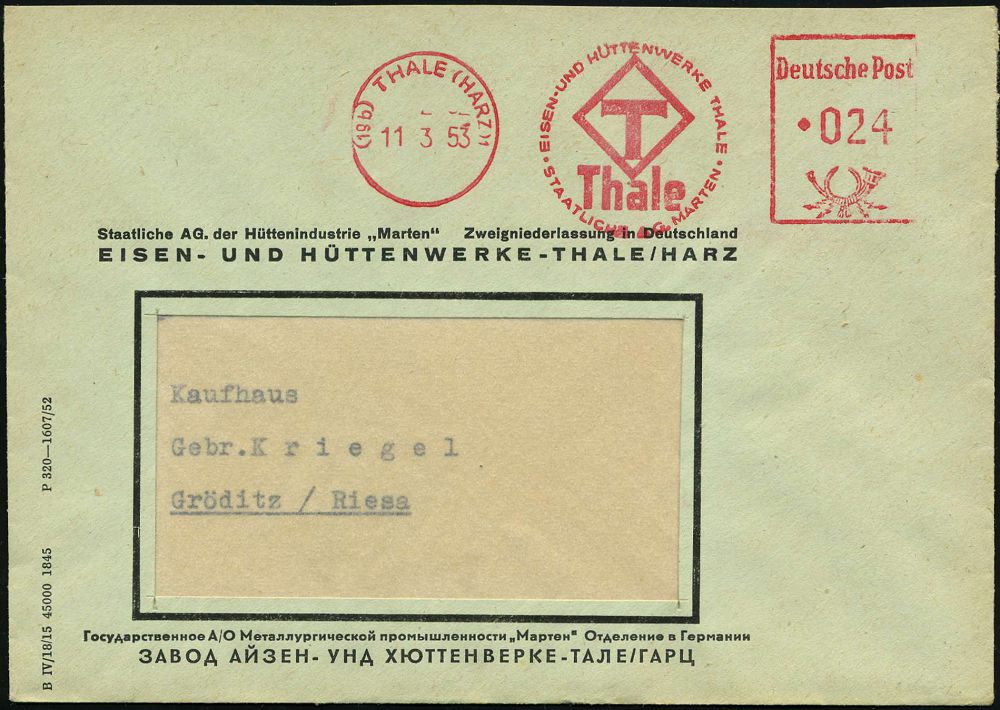 (19b) THALE (HARZ) 1
11 3 53
EISEN- UND HÜTTENWERKE THALE
T
Thale
STAATLICHE A.G. MARTEN
Deutsche Post
024
Staatliche AG. der Hüttenindustrie „Marten“ Zweigniederlassung in Deutschland
EISEN- UND HÜTTENWERKE-THALE/HARZ
Kaufhaus
Gebr.K r i e g e l
Gröditz / Riesa
Государственное А/О Металлургической промышленности „Мартен“ Отделение в Германии
ЗАВОД АЙЗЕН- УНД ХЮТТЕНВЕРКЕ-ТАЛЕ/ГАРЦ
P 320—1607/52
B IV/18/15 45000 1845